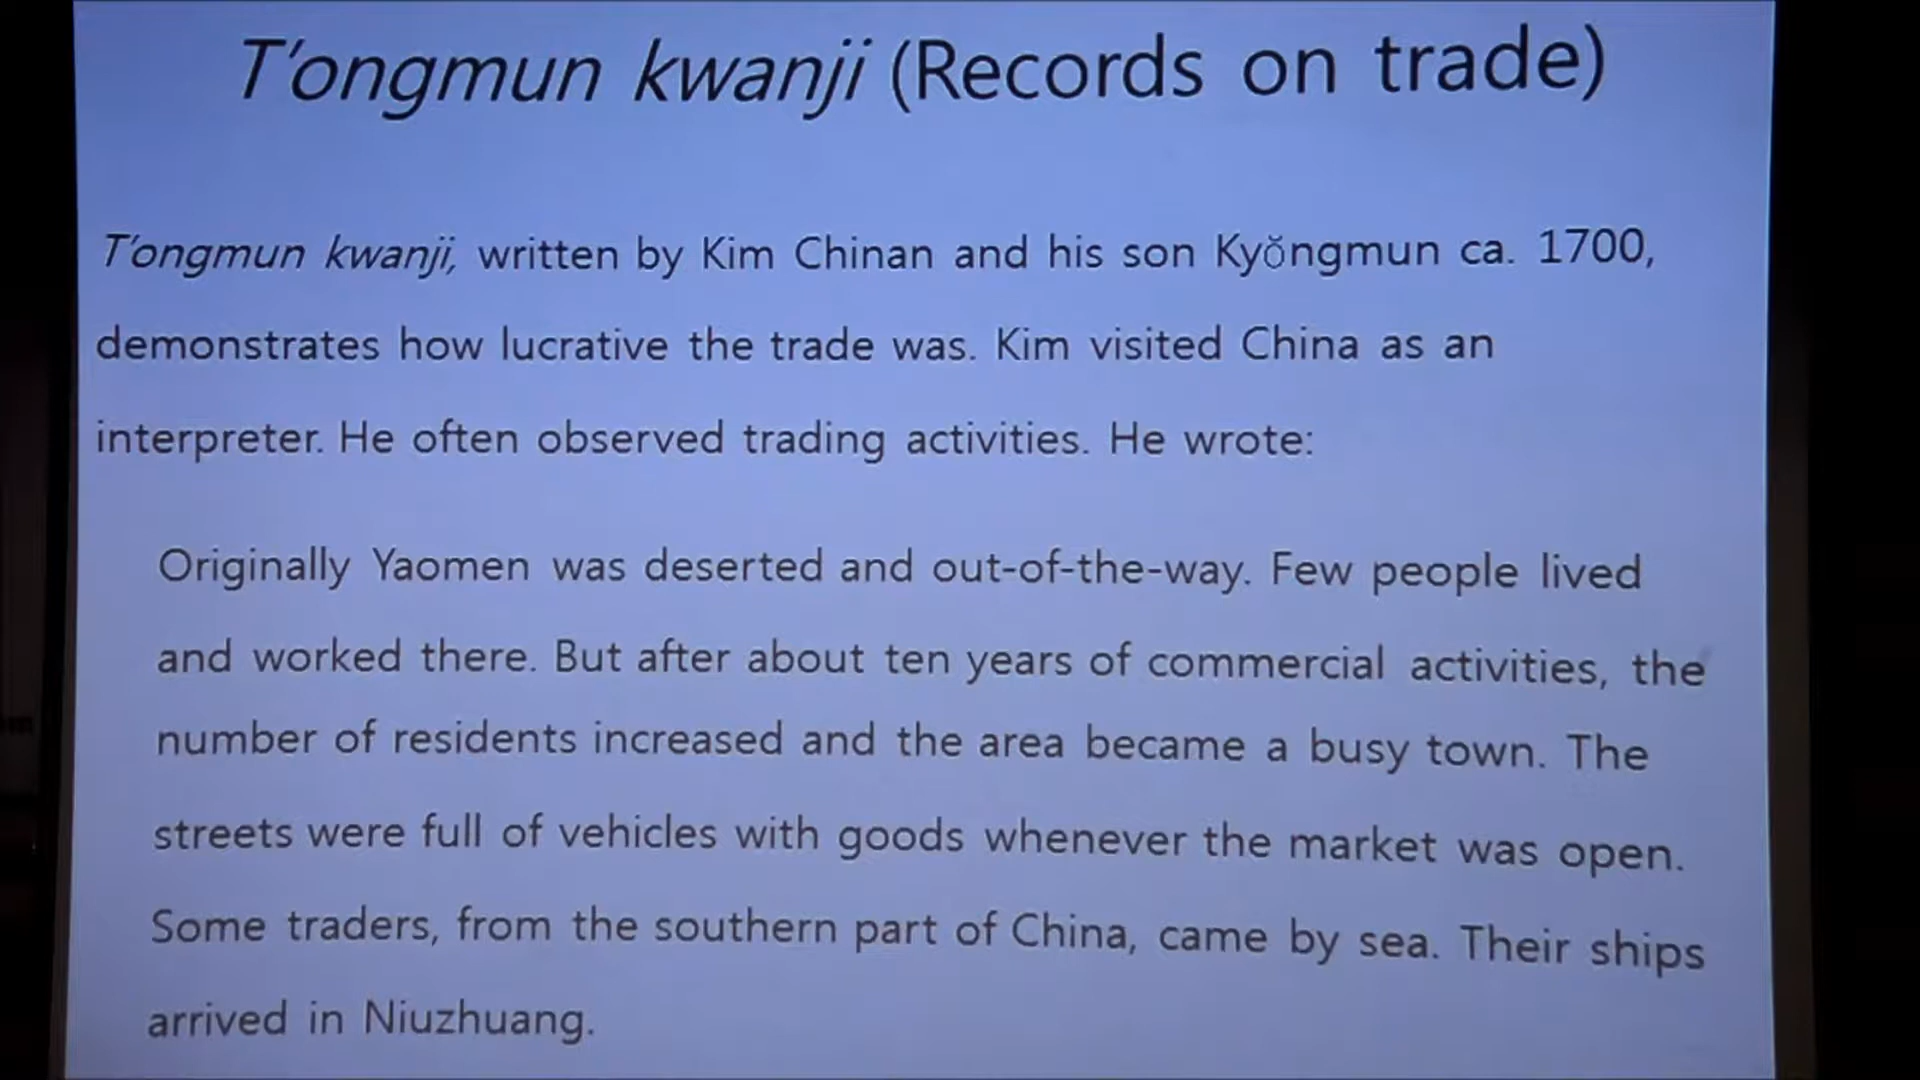 T'ongmun kwanji (Records on trade)
T'ongmun kwanji, written by Kim Chinan and his son Kyŏngmun ca. 1700,
demonstrates how lucrative the trade was. Kim visited China as an
interpreter. He often observed trading activities. He wrote:
Originally Yaomen was deserted and out-of-the-way. Few people lived
and worked there. But after about ten years of commercial activities, the
number of residents increased and the area became a busy town. The
streets were full of vehicles with goods whenever the market was open.
Some traders, from the southern part of China, came by sea. Their ships
arrived in Niuzhuang.